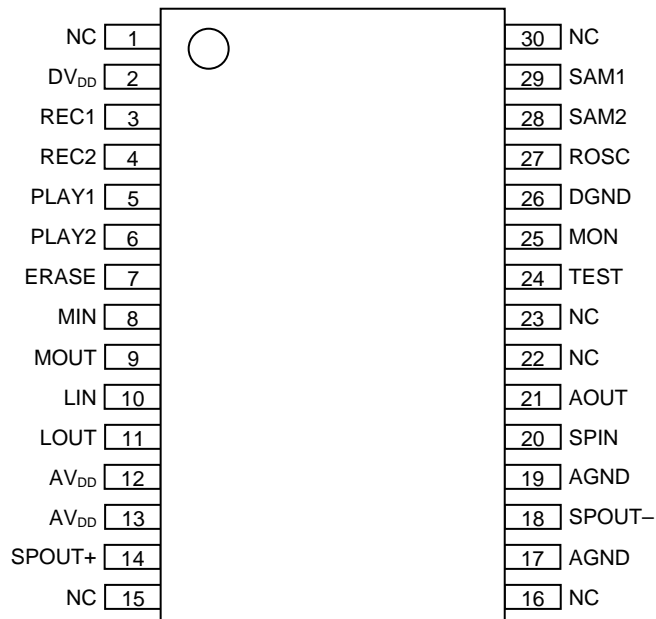 NC 1 30 NC
DV_DD 2 29 SAM1
REC1 3 28 SAM2
REC2 4 27 ROSC
PLAY1 5 26 DGND
PLAY2 6 25 MON
ERASE 7 24 TEST
MIN 8 23 NC
MOUT 9 22 NC
LIN 10 21 AOUT
LOUT 11 20 SPIN
AV_DD 12 19 AGND
AV_DD 13 18 SPOUT–
SPOUT+ 14 17 AGND
NC 15 16 NC